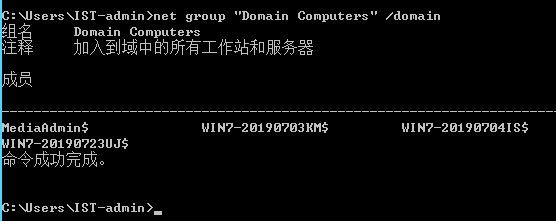 C:\Users\IST-admin>net group "Domain Computers" /domain
组名     Domain Computers
注释     加入到域中的所有工作站和服务器
成员
-------------------------------------------------------------------------------
MediaAdmin$              WIN7-20190703KM$         WIN7-20190704IS$
WIN7-20190723UJ$
命令成功完成。
C:\Users\IST-admin>_